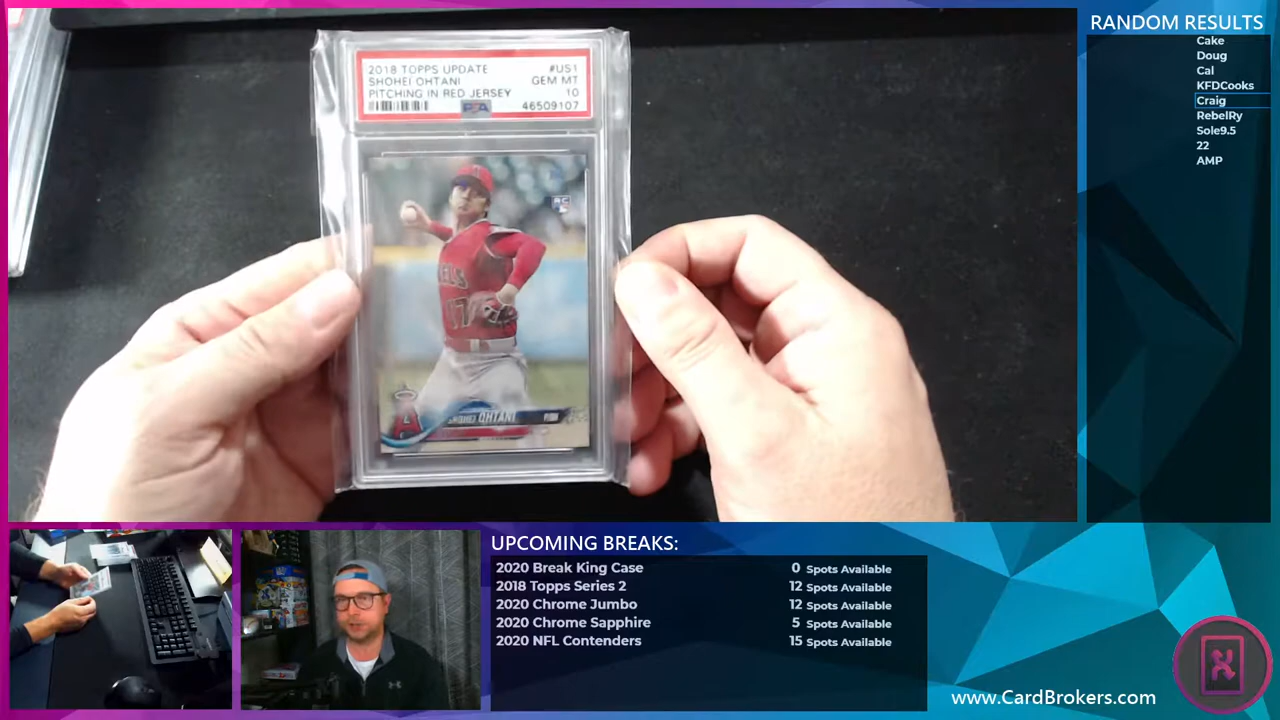 2018 TOPPS UPDATE #US1
SHOHEI OHTANI GEM MT
PITCHING IN RED JERSEY 10
PSA 46509107
RC
17
A
SHOHEI OHTANI
RANDOM RESULTS
Cake
Doug
Cal
KFDCooks
Craig
RebelRy
Sole9.5
22
AMP
UPCOMING BREAKS:
2020 Break King Case 0 Spots Available
2018 Topps Series 2 12 Spots Available
2020 Chrome Jumbo 12 Spots Available
2020 Chrome Sapphire 5 Spots Available
2020 NFL Contenders 15 Spots Available
www.CardBrokers.com